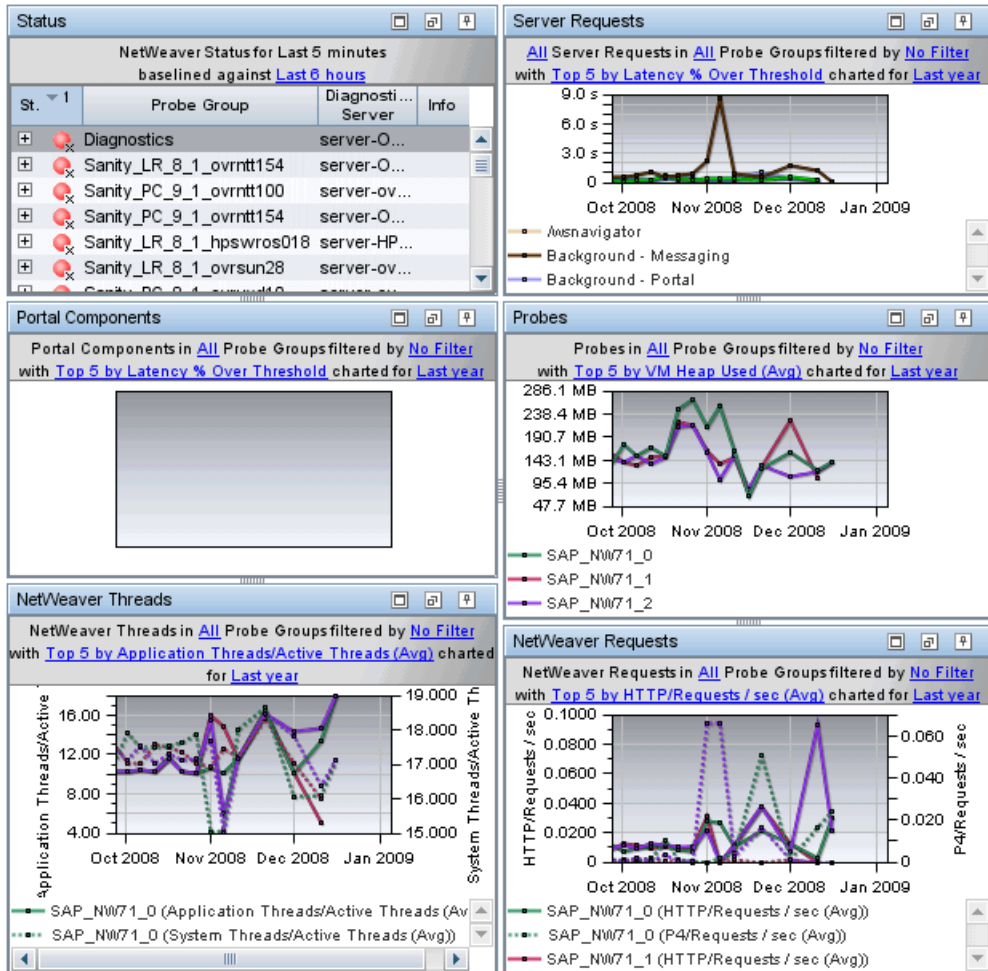 Status
NetWeaver Status for Last 5 minutes
baselined against Last 6 hours
St. 1 Probe Group Diagnosti... Server Info
Diagnostics server-O...
Sanity_LR_8_1_ovrntt154 server-O...
Sanity_PC_9_1_ovrntt100 server-ov...
Sanity_PC_9_1_ovrntt154 server-O...
Sanity_LR_8_1_hpswros018 server-HP...
Sanity_LR_8_1_ovrsun28 server-ov...
Server Requests
All Server Requests in All Probe Groups filtered by No Filter
with Top 5 by Latency % Over Threshold charted for Last year
9.0 s
6.0 s
3.0 s
0
Oct 2008 Nov 2008 Dec 2008 Jan 2009
/wsnavigator
Background - Messaging
Background - Portal
Portal Components
Portal Components in All Probe Groups filtered by No Filter
with Top 5 by Latency % Over Threshold charted for Last year
Probes
Probes in All Probe Groups filtered by No Filter
with Top 5 by VM Heap Used (Avg) charted for Last year
286.1 MB
238.4 MB
190.7 MB
143.1 MB
95.4 MB
47.7 MB
Oct 2008 Nov 2008 Dec 2008 Jan 2009
SAP_NW71_0
SAP_NW71_1
SAP_NW71_2
NetWeaver Threads
NetWeaver Threads in All Probe Groups filtered by No Filter
with Top 5 by Application Threads/Active Threads (Avg) charted
for Last year
Application Threads/Active
16.00
12.00
8.00
4.00
19.000
18.000
17.000
16.000
15.000
System Threads/Active Th
Oct 2008 Nov 2008 Dec 2008 Jan 2009
SAP_NW71_0 (Application Threads/Active Threads (Av
SAP_NW71_0 (System Threads/Active Threads (Avg))
NetWeaver Requests
NetWeaver Requests in All Probe Groups filtered by No Filter
with Top 5 by HTTP/Requests / sec (Avg) charted for Last year
HTTP/Requests / sec
0.1000
0.0800
0.0600
0.0400
0.0200
0
0.060
0.040
0.020
0
P4/Requests / sec
Oct 2008 Nov 2008 Dec 2008 Jan 2009
SAP_NW71_0 (HTTP/Requests / sec (Avg))
SAP_NW71_0 (P4/Requests / sec (Avg))
SAP_NW71_1 (HTTP/Requests / sec (Avg))